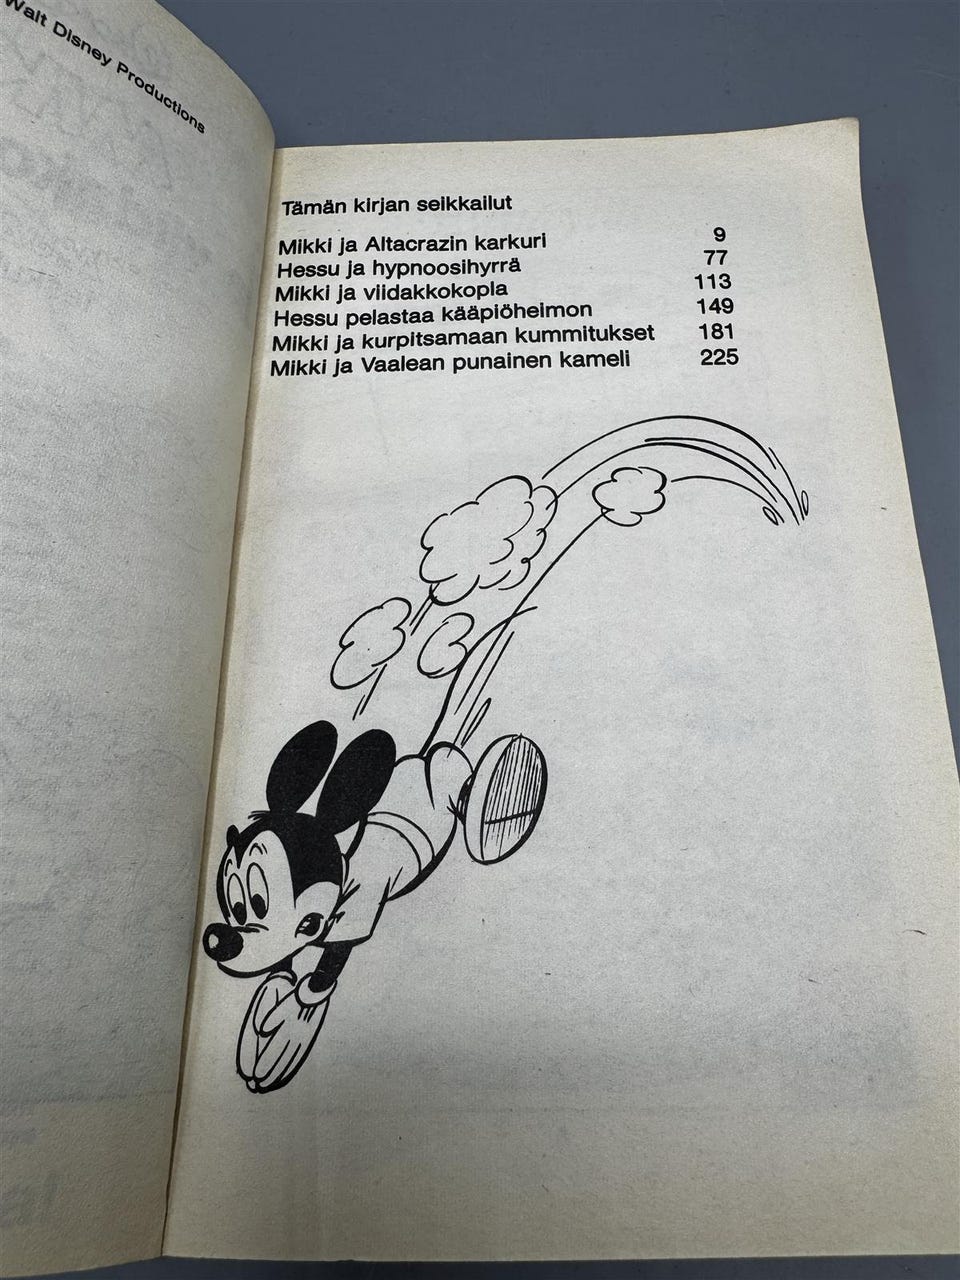 Walt Disney Productions
Tämän kirjan seikkailut
Mikki ja Altacrazin karkuri 9
Hessu ja hypnoosihyrrä 77
Mikki ja viidakkokopla 113
Hessu pelastaa kääpiöheimon 149
Mikki ja kurpitsamaan kummitukset 181
Mikki ja Vaalean punainen kameli 225